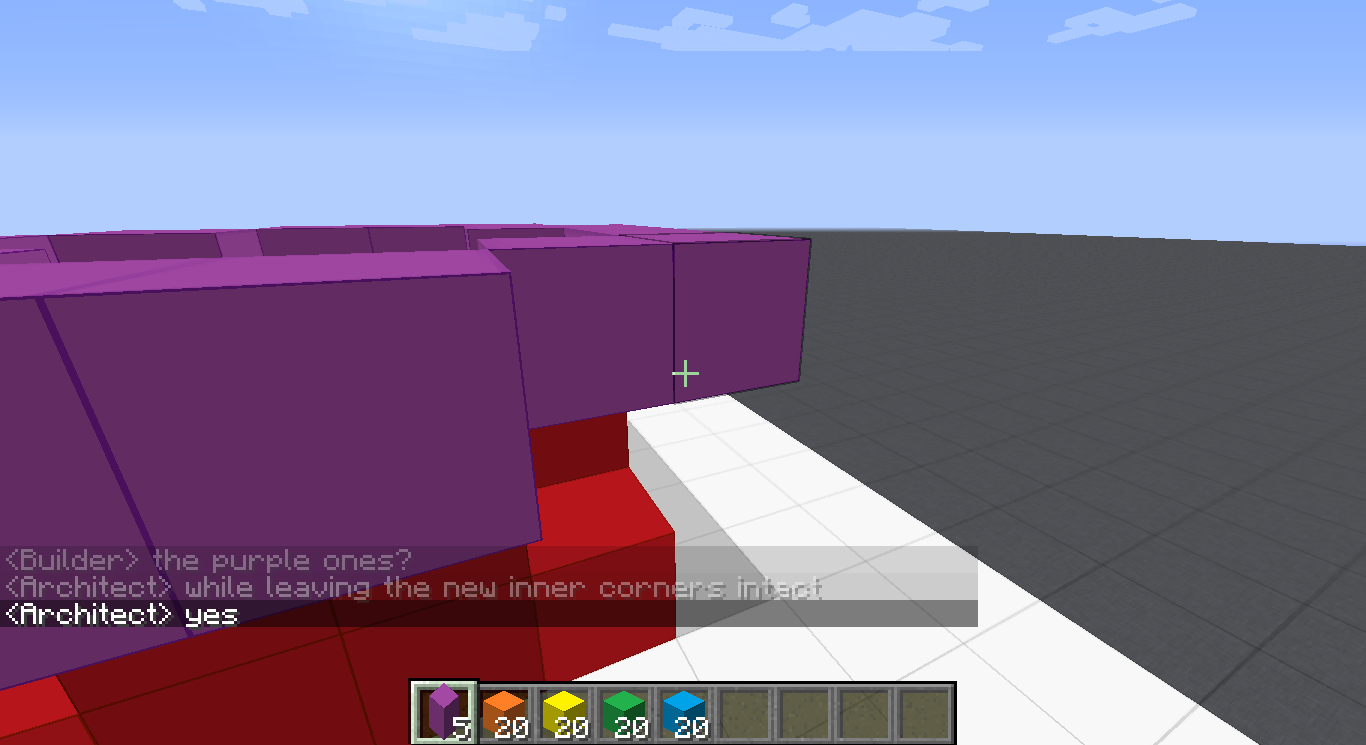 <Builder> the purple ones?
<Architect> while leaving the new inner corners intact
<Architect> yes
5 20 20 20 20